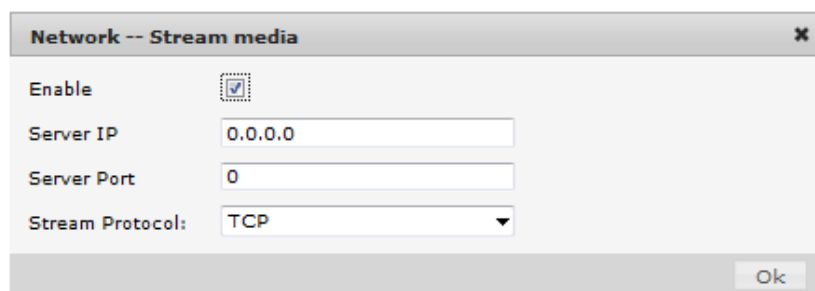 Network -- Stream media
Enable
Server IP 0.0.0.0
Server Port 0
Stream Protocol: TCP
Ok